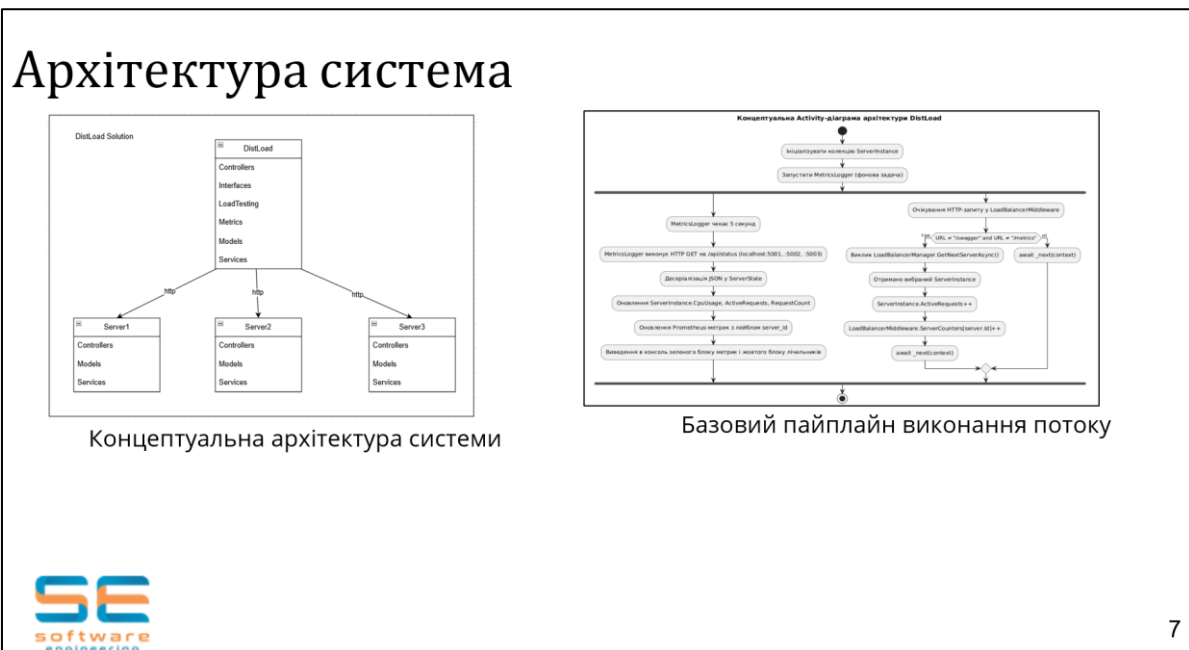 Архітектура система
DistLoad Solution
DistLoad
Controllers
Interfaces
LoadTesting
Metrics
Models
Services
http
http
http
Server1
Controllers
Models
Services
Server2
Controllers
Models
Services
Server3
Controllers
Models
Services
Концептуальна архітектура системи
Концептуальна Activity-діаграма архітектури DistLoad
Ініціалізувати колекцію ServerInstance
Запустити MetricsLogger (фонова задача)
MetricsLogger чекає 5 секунд
MetricsLogger виконує HTTP GET на /api/status (localhost:5001, :5002, :5003)
Десеріалізація JSON у ServerState
Оновлення ServerInstance.CpuUsage, ActiveRequests, RequestCount
Оновлення Prometheus-метрик з лейблом server_id
Виведення в консоль зеленого блоку метрик і жовтого блоку лічильників
Очікування HTTP-запиту у LoadBalancerMiddleware
URL ≠ "/swagger" and URL ≠ "/metrics"
Виклик LoadBalancerManager.GetNextServerAsync()
await _next(context)
Отримано вибраний ServerInstance
ServerInstance.ActiveRequests++
LoadBalancerMiddleware.ServerCounters[server.Id]++
await _next(context)
Базовий пайплайн виконання потоку
SE
software
engineering
7